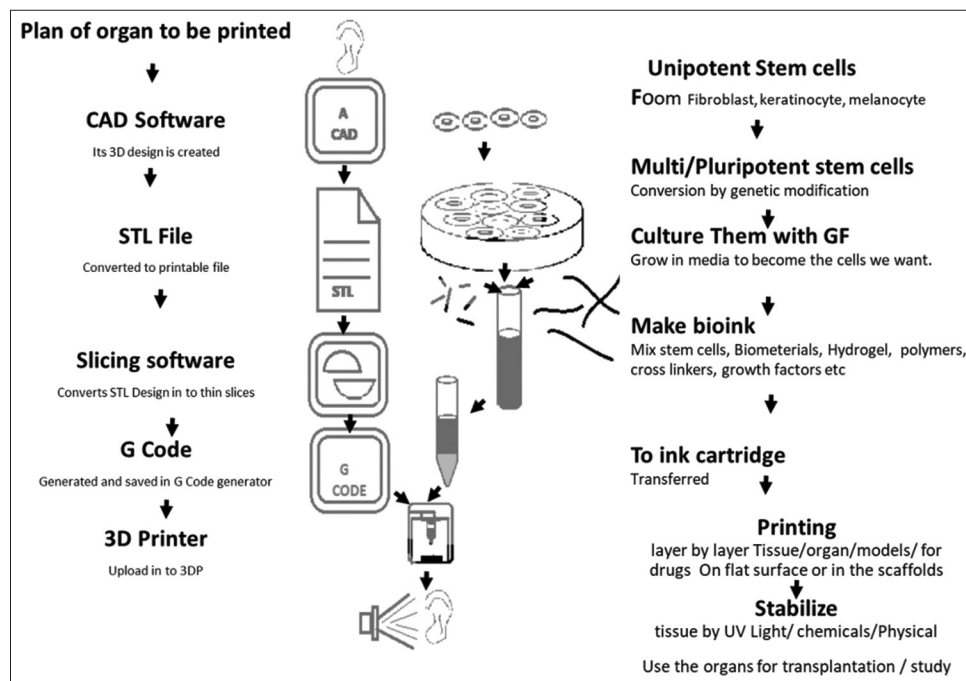 Plan of organ to be printed
CAD Software
Its 3D design is created
STL File
Converted to printable file
Slicing software
Converts STL Design in to thin slices
G Code
Generated and saved in G Code generator
3D Printer
Upload in to 3DP
A
CAD
STL
G
CODE
Unipotent Stem cells
Foom Fibroblast, keratinocyte, melanocyte
Multi/Pluripotent stem cells
Conversion by genetic modification
Culture Them with GF
Grow in media to become the cells we want.
Make bioink
Mix stem cells, Biometerials, Hydrogel, polymers,
cross linkers, growth factors etc
To ink cartridge
Transferred
Printing
layer by layer Tissue/organ/models/ for
drugs On flat surface or in the scaffolds
Stabilize
tissue by UV Light/ chemicals/Physical
Use the organs for transplantation / study